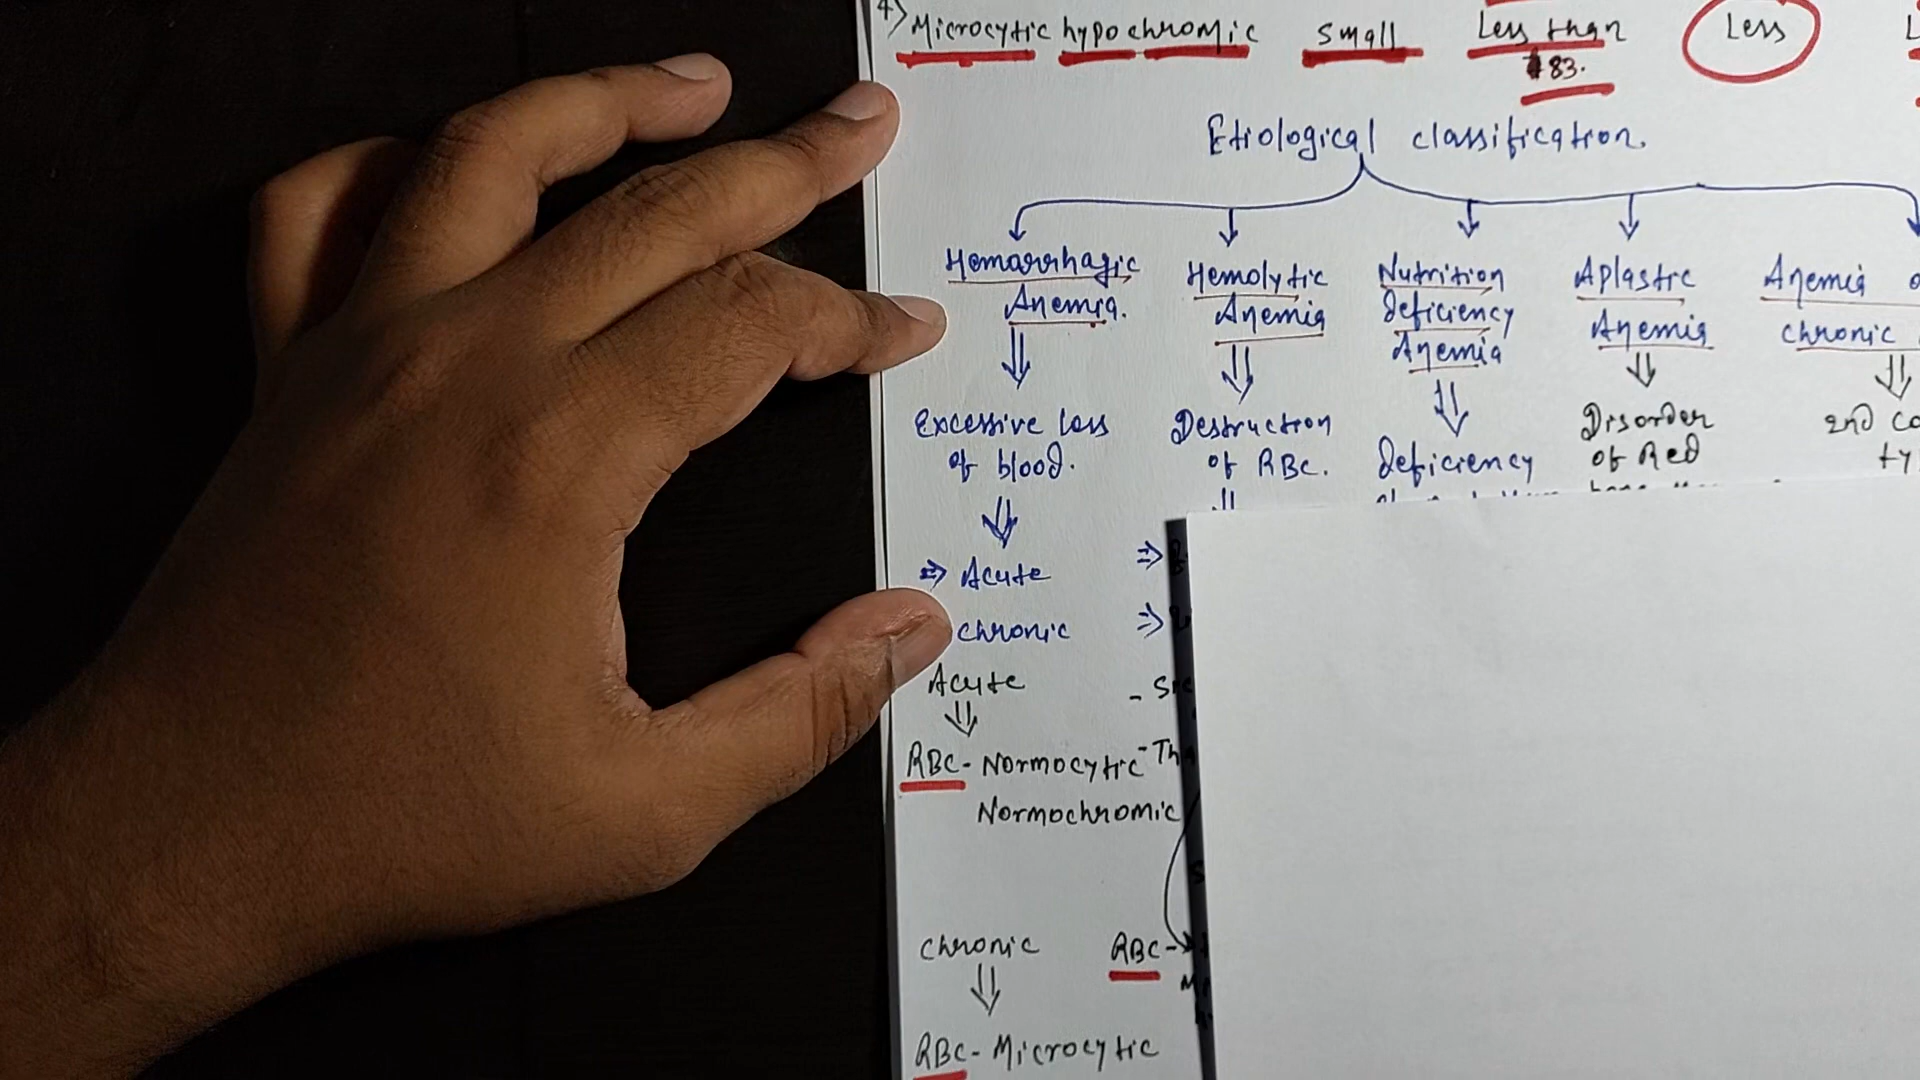 4) Microcytic hypochromic small Less than Less
83.
Etiological classification.
Hemarrhagic
Anemia.
Excessive loss
of blood.
⇒ Acute
chronic
Acute
RBC - Normocytic
Normochromic
chronic
RBC - Microcytic
Hemolytic
Anemia
Destruction
of RBC.
RBC -
Nutrition
deficiency
Anemia
deficiency
Aplastic
Anemia
Disorder
of Red
Anemia
chronic
2nd